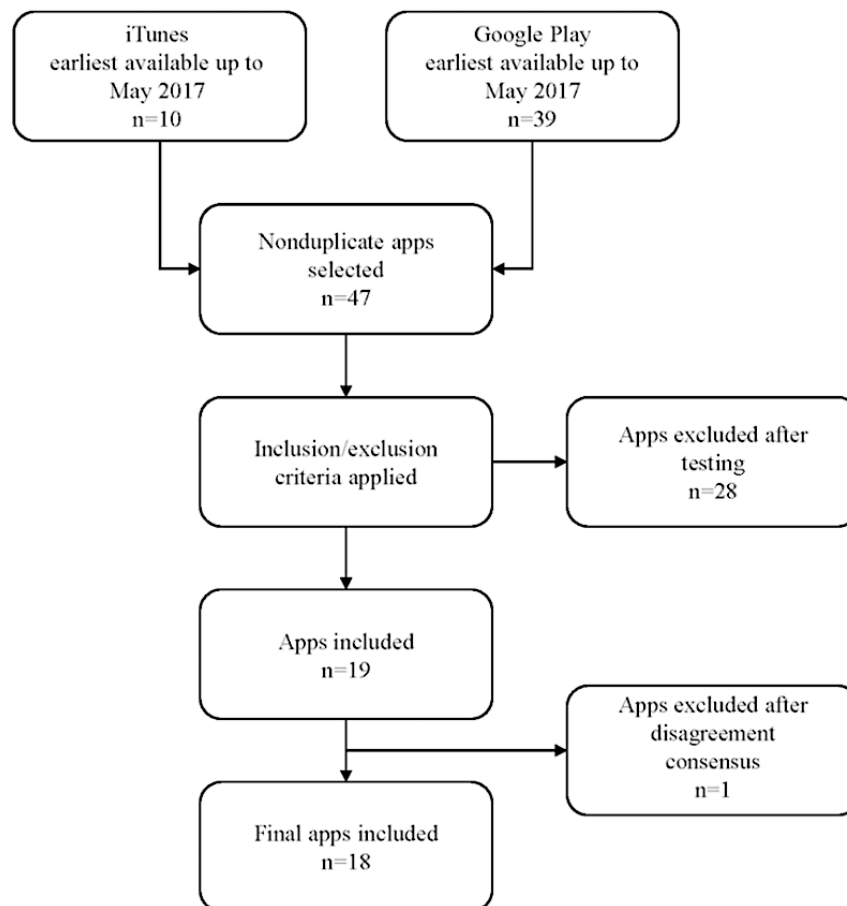 iTunes
earliest available up to
May 2017
n=10
Google Play
earliest available up to
May 2017
n=39
Nonduplicate apps
selected
n=47
Inclusion/exclusion
criteria applied
Apps excluded after
testing
n=28
Apps included
n=19
Apps excluded after
disagreement
consensus
n=1
Final apps included
n=18